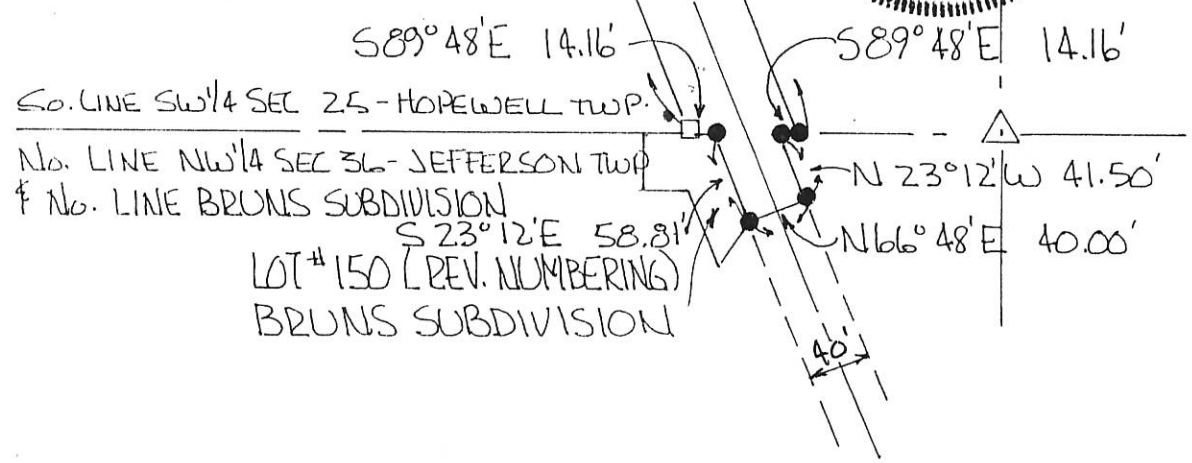 S89°48'E 14.16'
S89°48'E 14.16'
SO. LINE SW'/4 SEC 25-HOPEWELL TWP.
NO. LINE NW'/4 SEC 36-JEFFERSON TWP
& NO. LINE BRUNS SUBDIVISION
N 23°12'W 41.50'
S 23°12'E 58.81'
N66°48'E 40.00'
LOT #150 (REV. NUMBERING)
BRUNS SUBDIVISION
40'